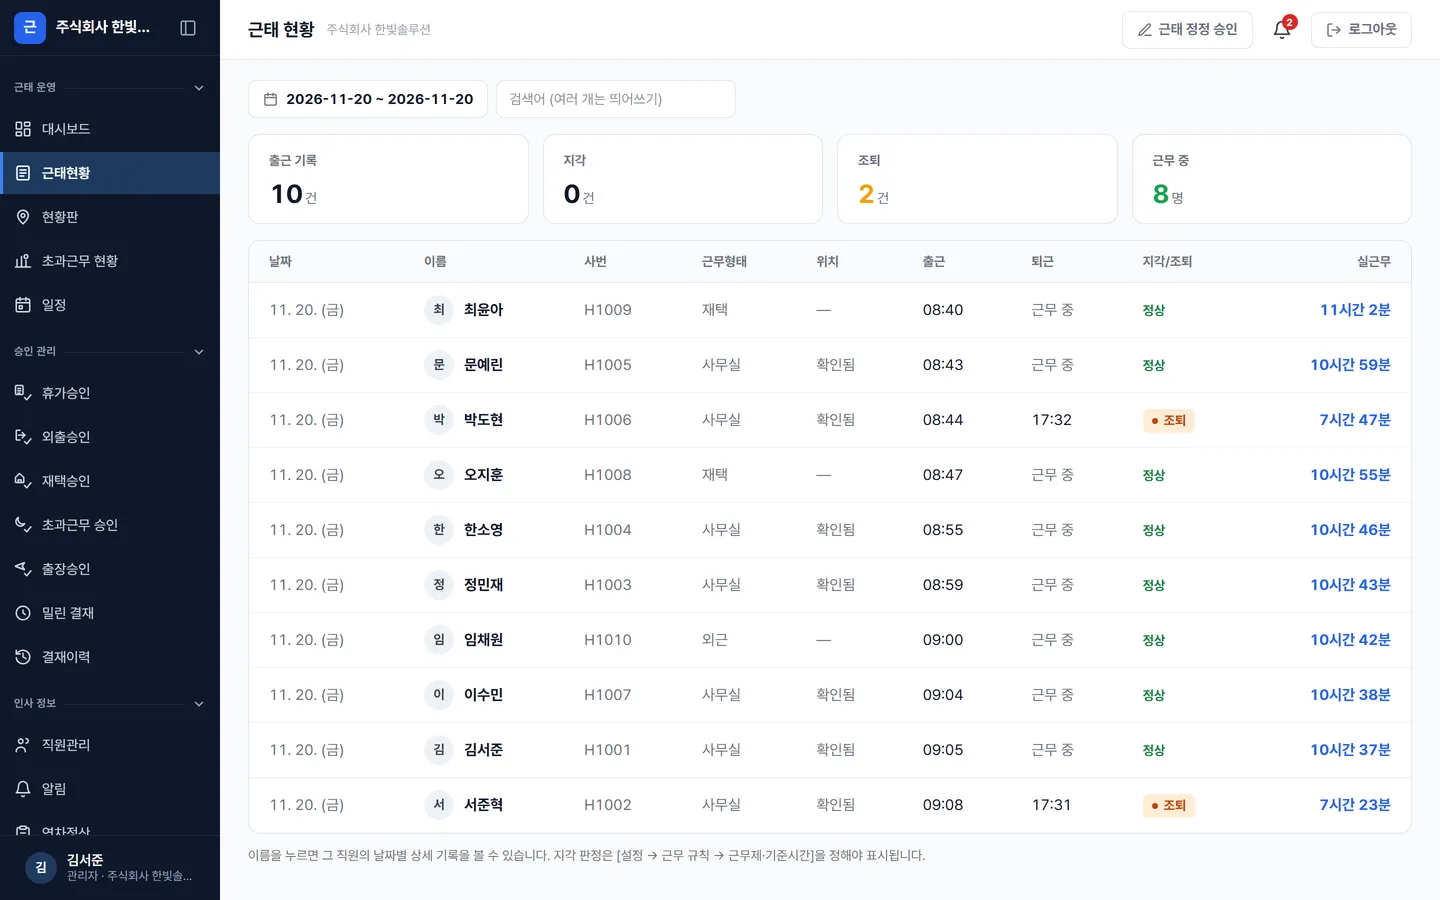 근 주식회사 한빛...
근태 운영
대시보드
근태현황
현황판
초과근무 현황
일정
승인 관리
휴가승인
외출승인
재택승인
초과근무 승인
출장승인
밀린 결재
결재이력
인사 정보
직원관리
알림
연차정산
김 김서준
관리자 · 주식회사 한빛솔...
근태 현황 주식회사 한빛솔루션
근태 정정 승인 2 로그아웃
2026-11-20 ~ 2026-11-20 검색어 (여러 개는 띄어쓰기)
출근 기록 지각 조퇴 근무 중
10건 0건 2건 8명
날짜 이름 사번 근무형태 위치 출근 퇴근 지각/조퇴 실근무
11. 20. (금) 최 최윤아 H1009 재택 — 08:40 근무 중 정상 11시간 2분
11. 20. (금) 문 문예린 H1005 사무실 확인됨 08:43 근무 중 정상 10시간 59분
11. 20. (금) 박 박도현 H1006 사무실 확인됨 08:44 17:32 • 조퇴 7시간 47분
11. 20. (금) 오 오지훈 H1008 재택 — 08:47 근무 중 정상 10시간 55분
11. 20. (금) 한 한소영 H1004 사무실 확인됨 08:55 근무 중 정상 10시간 46분
11. 20. (금) 정 정민재 H1003 사무실 확인됨 08:59 근무 중 정상 10시간 43분
11. 20. (금) 임 임채원 H1010 외근 — 09:00 근무 중 정상 10시간 42분
11. 20. (금) 이 이수민 H1007 사무실 확인됨 09:04 근무 중 정상 10시간 38분
11. 20. (금) 김 김서준 H1001 사무실 확인됨 09:05 근무 중 정상 10시간 37분
11. 20. (금) 서 서준혁 H1002 사무실 확인됨 09:08 17:31 • 조퇴 7시간 23분
이름을 누르면 그 직원의 날짜별 상세 기록을 볼 수 있습니다. 지각 판정은 [설정 → 근무 규칙 → 근무제·기준시간]을 정해야 표시됩니다.